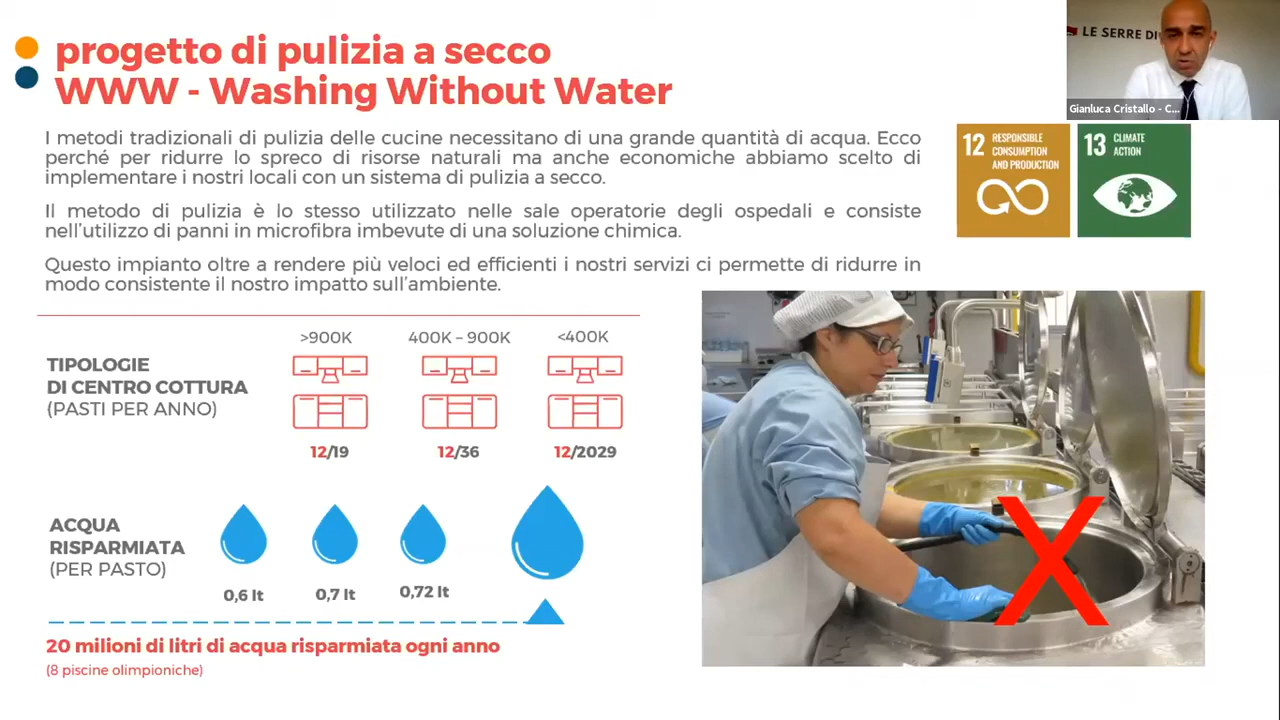 progetto di pulizia a secco
WWW - Washing Without Water
LE SERRE DI
Gianluca Cristallo - C...
I metodi tradizionali di pulizia delle cucine necessitano di una grande quantità di acqua. Ecco
perché per ridurre lo spreco di risorse naturali ma anche economiche abbiamo scelto di
implementare i nostri locali con un sistema di pulizia a secco.
Il metodo di pulizia è lo stesso utilizzato nelle sale operatorie degli ospedali e consiste
nell'utilizzo di panni in microfibra imbevute di una soluzione chimica.
Questo impianto oltre a rendere più veloci ed efficienti i nostri servizi ci permette di ridurre in
modo consistente il nostro impatto sull'ambiente.
12 RESPONSIBLE
CONSUMPTION
AND PRODUCTION
13 CLIMATE
ACTION
>900K 400K – 900K <400K
TIPOLOGIE
DI CENTRO COTTURA
(PASTI PER ANNO)
12/19 12/36 12/2029
ACQUA
RISPARMIATA
(PER PASTO)
0,6 lt 0,7 lt 0,72 lt
20 milioni di litri di acqua risparmiata ogni anno
(8 piscine olimpioniche)
X